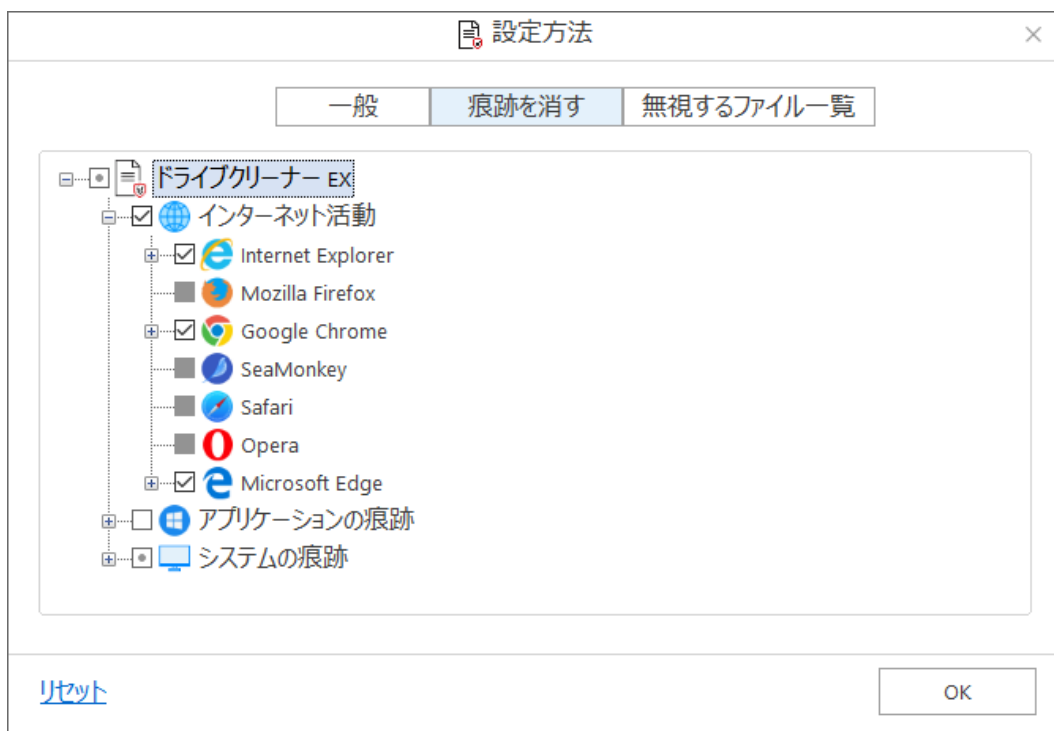 設定方法
一般 痕跡を消す 無視するファイル一覧
ドライブクリーナー EX
インターネット活動
Internet Explorer
Mozilla Firefox
Google Chrome
SeaMonkey
Safari
Opera
Microsoft Edge
アプリケーションの痕跡
システムの痕跡
リセット OK